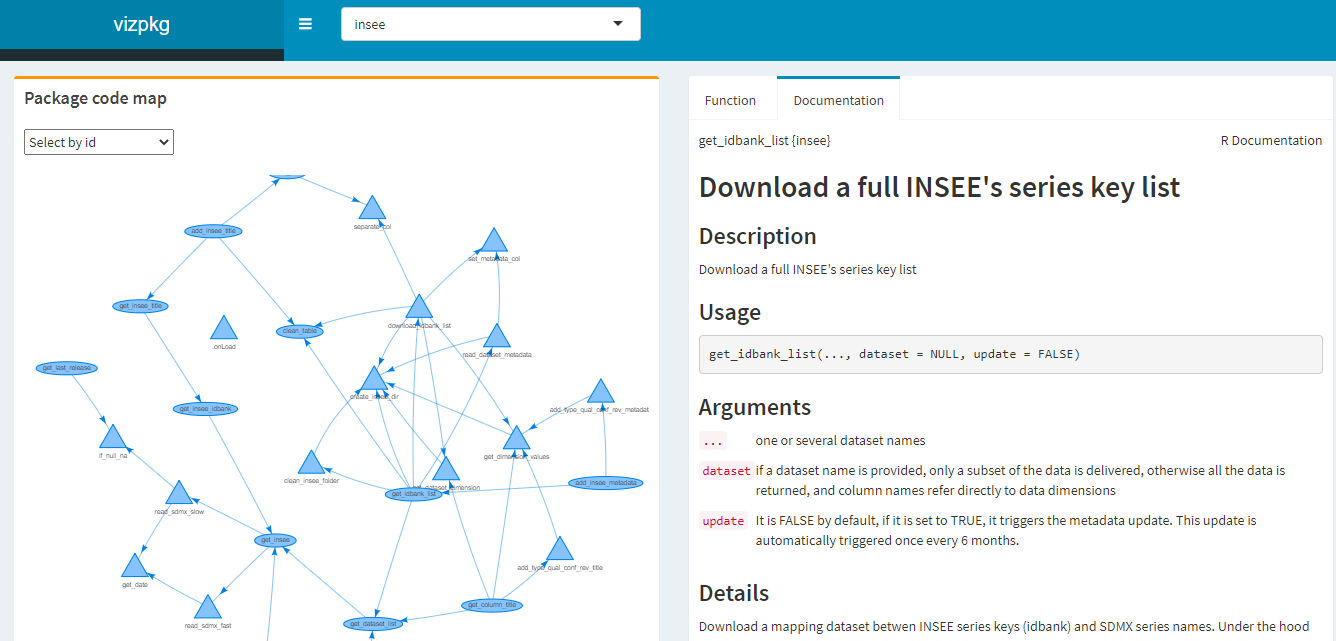 vizpkg
insee
Package code map
Select by id
separate_col
add_insee_title
set_metadata_col
get_insee_title
download_idbank_list
.onLoad
clean_table
read_dataset_metadata
get_last_release
create_insee_dir
add_type_qual_conf_rev_metadat
get_insee_idbank
if_null_na
get_dimension_values
clean_insee_folder
dataset_dimension
get_idbank_list
add_insee_metadata
read_sdmx_slow
get_insee
add_type_qual_conf_rev_title
get_date
get_column_title
read_sdmx_fast
get_dataset_list
Function
Documentation
get_idbank_list {insee}
R Documentation
Download a full INSEE's series key list
Description
Download a full INSEE's series key list
Usage
get_idbank_list(..., dataset = NULL, update = FALSE)
Arguments
... one or several dataset names
dataset if a dataset name is provided, only a subset of the data is delivered, otherwise all the data is
returned, and column names refer directly to data dimensions
update It is FALSE by default, if it is set to TRUE, it triggers the metadata update. This update is
automatically triggered once every 6 months.
Details
Download a mapping dataset betwen INSEE series keys (idbank) and SDMX series names. Under the hood